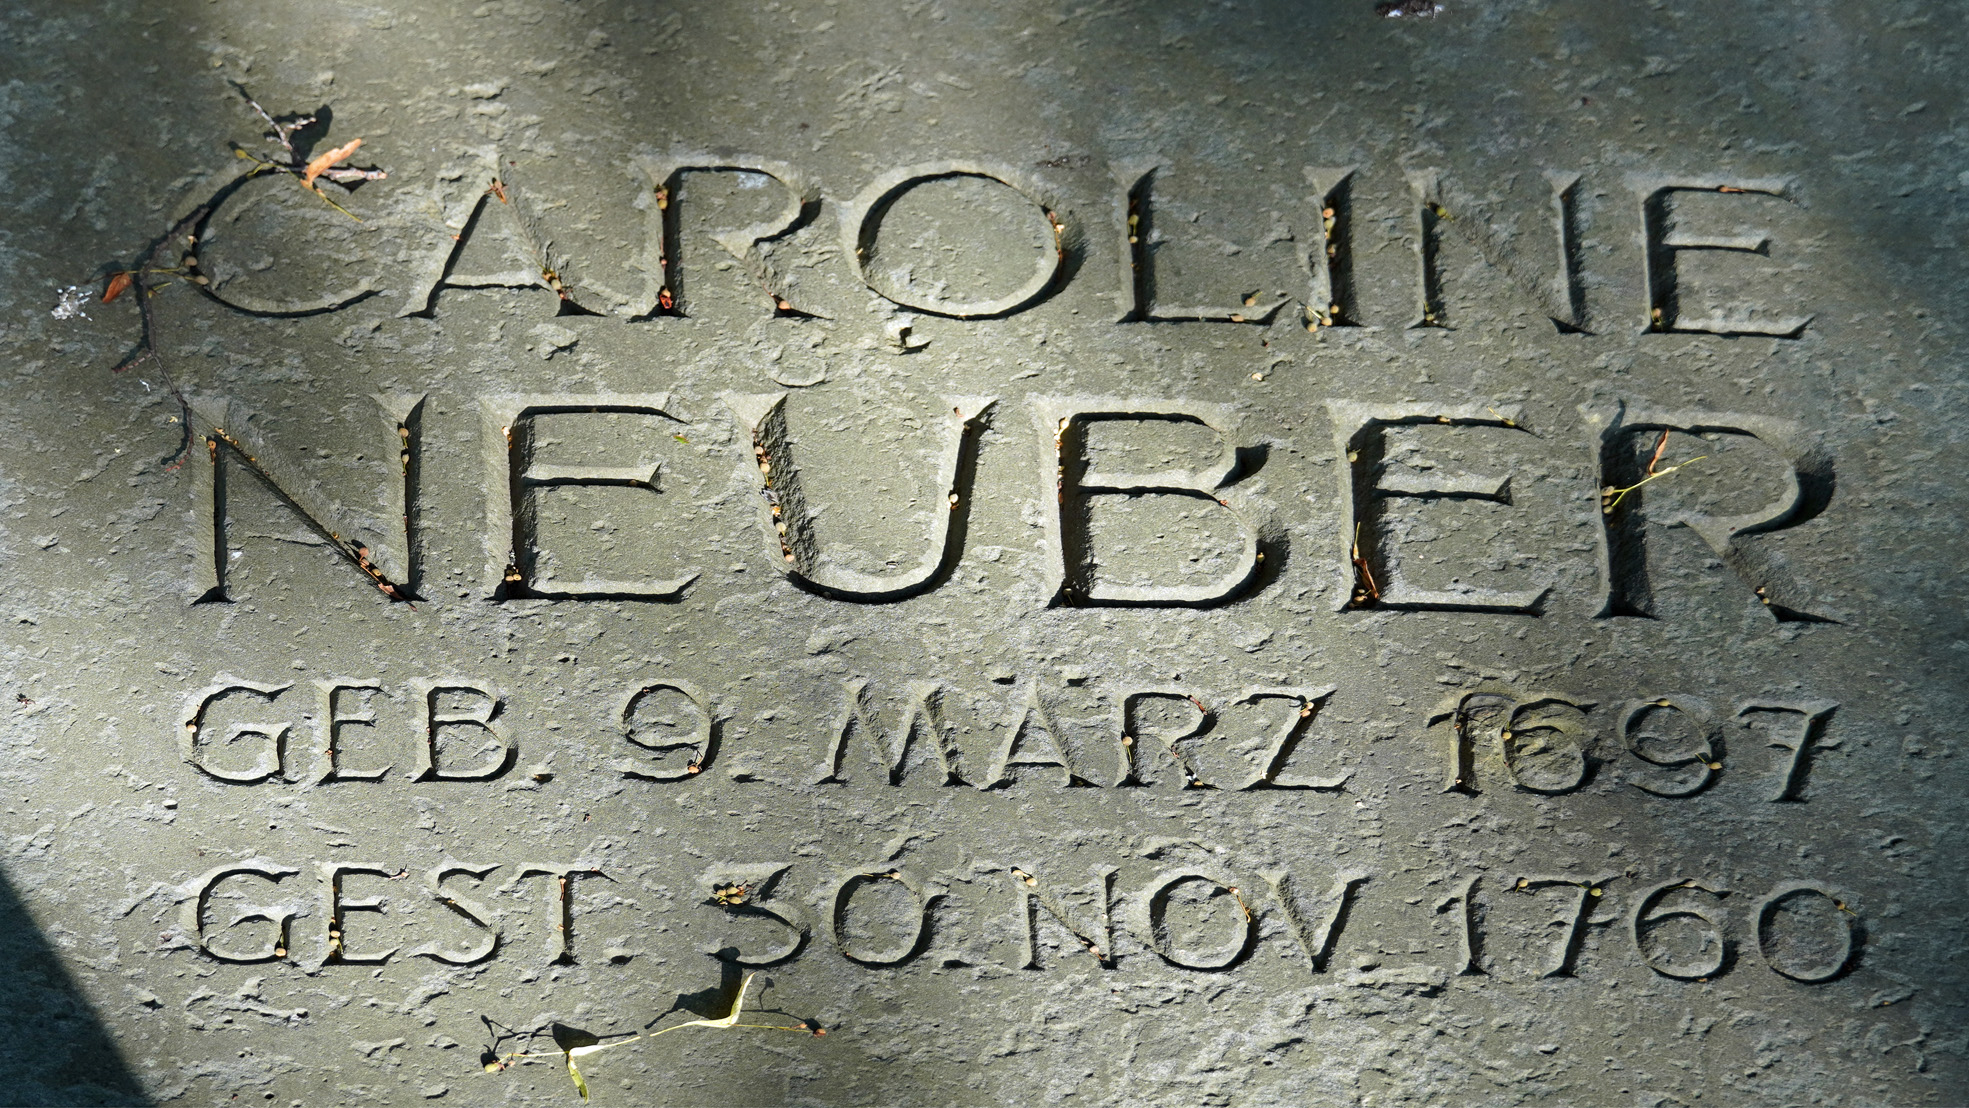 CAROLINE
NEUBER
GEB. 9. MÄRZ 1697
GEST. 30. NOV. 1760